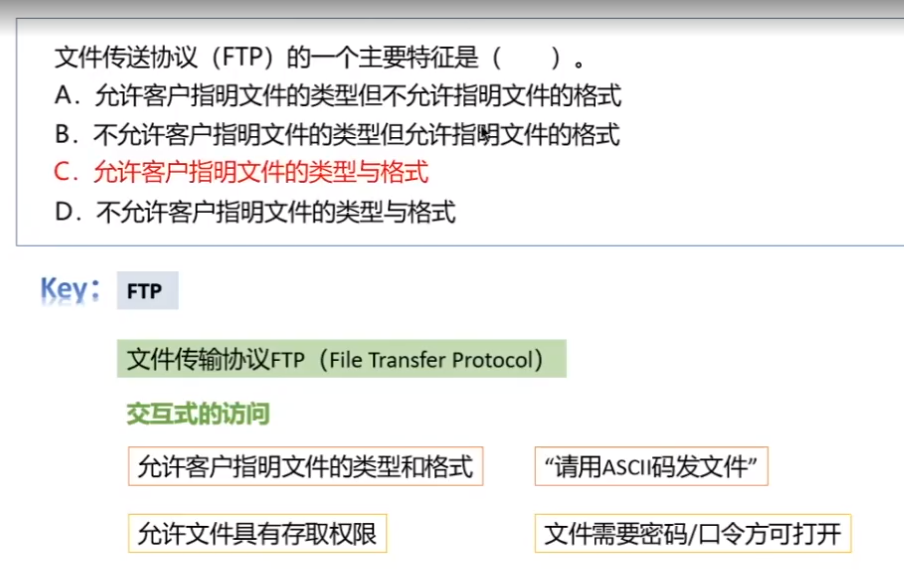 文件传送协议（FTP）的一个主要特征是（　　）。
A．允许客户指明文件的类型但不允许指明文件的格式
B．不允许客户指明文件的类型但允许指明文件的格式
C．允许客户指明文件的类型与格式
D．不允许客户指明文件的类型与格式
Key： FTP
文件传输协议FTP（File Transfer Protocol）
交互式的访问
允许客户指明文件的类型和格式 “请用ASCII码发文件”
允许文件具有存取权限 文件需要密码/口令方可打开